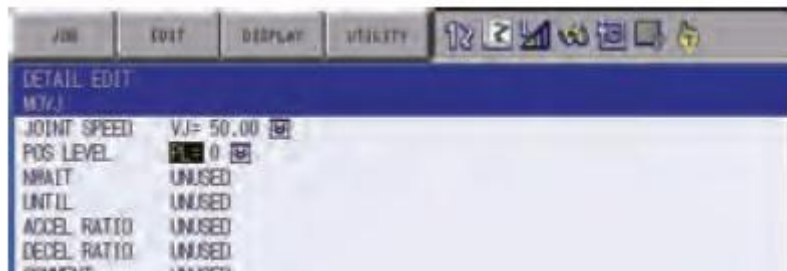 JOB EDIT DISPLAY UTILITY
DETAIL EDIT
MOVJ
JOINT SPEED VJ= 50.00
POS LEVEL PL= 0
NWAIT UNUSED
UNTIL UNUSED
ACCEL RATIO UNUSED
DECEL RATIO UNUSED